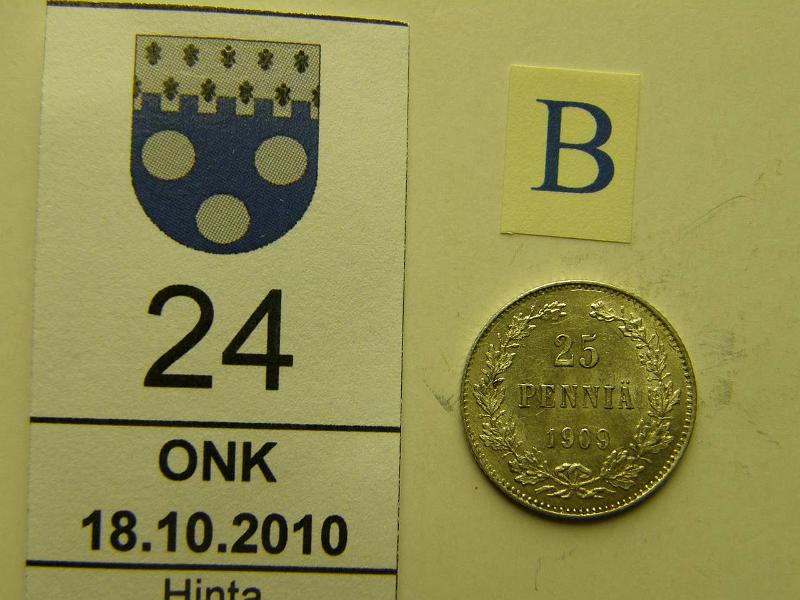 24
ONK
18.10.2010
Hinta
B
25
PENNIÄ
1909